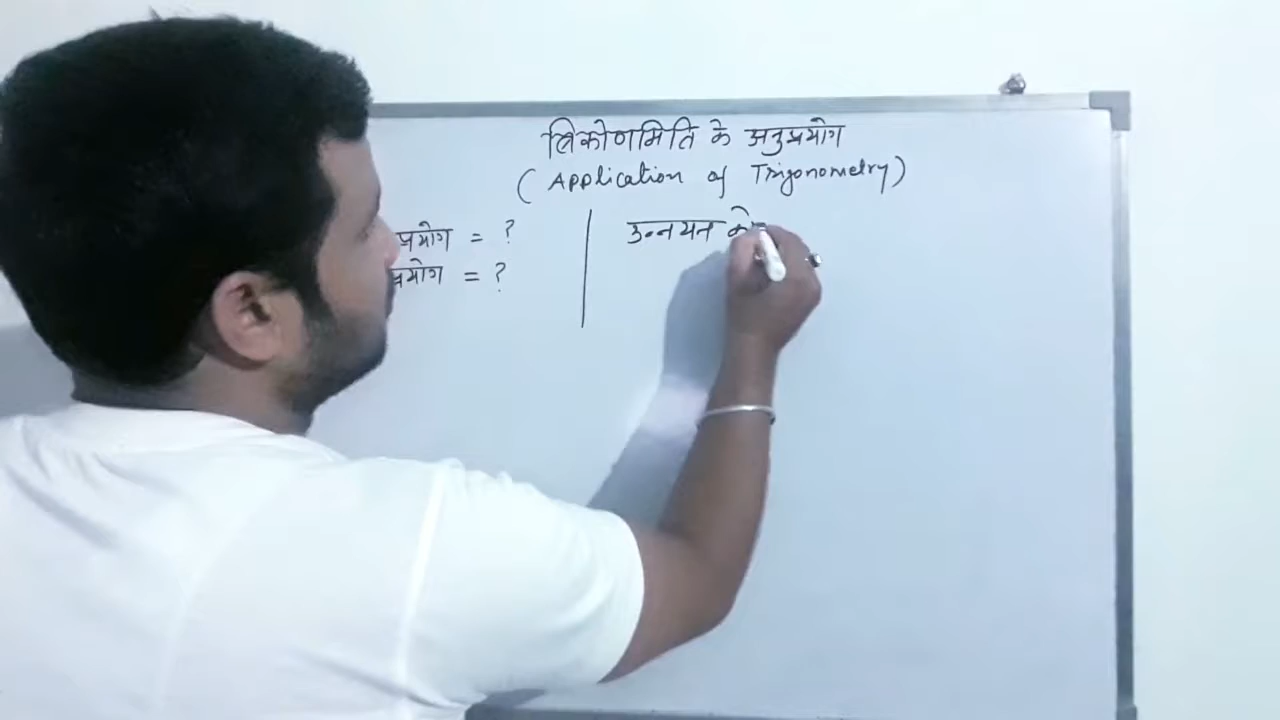 त्रिकोणमिति के अनुप्रयोग
(Application of Trigonometry)
प्रयोग = ?
प्रयोग = ?
उन्नयन को